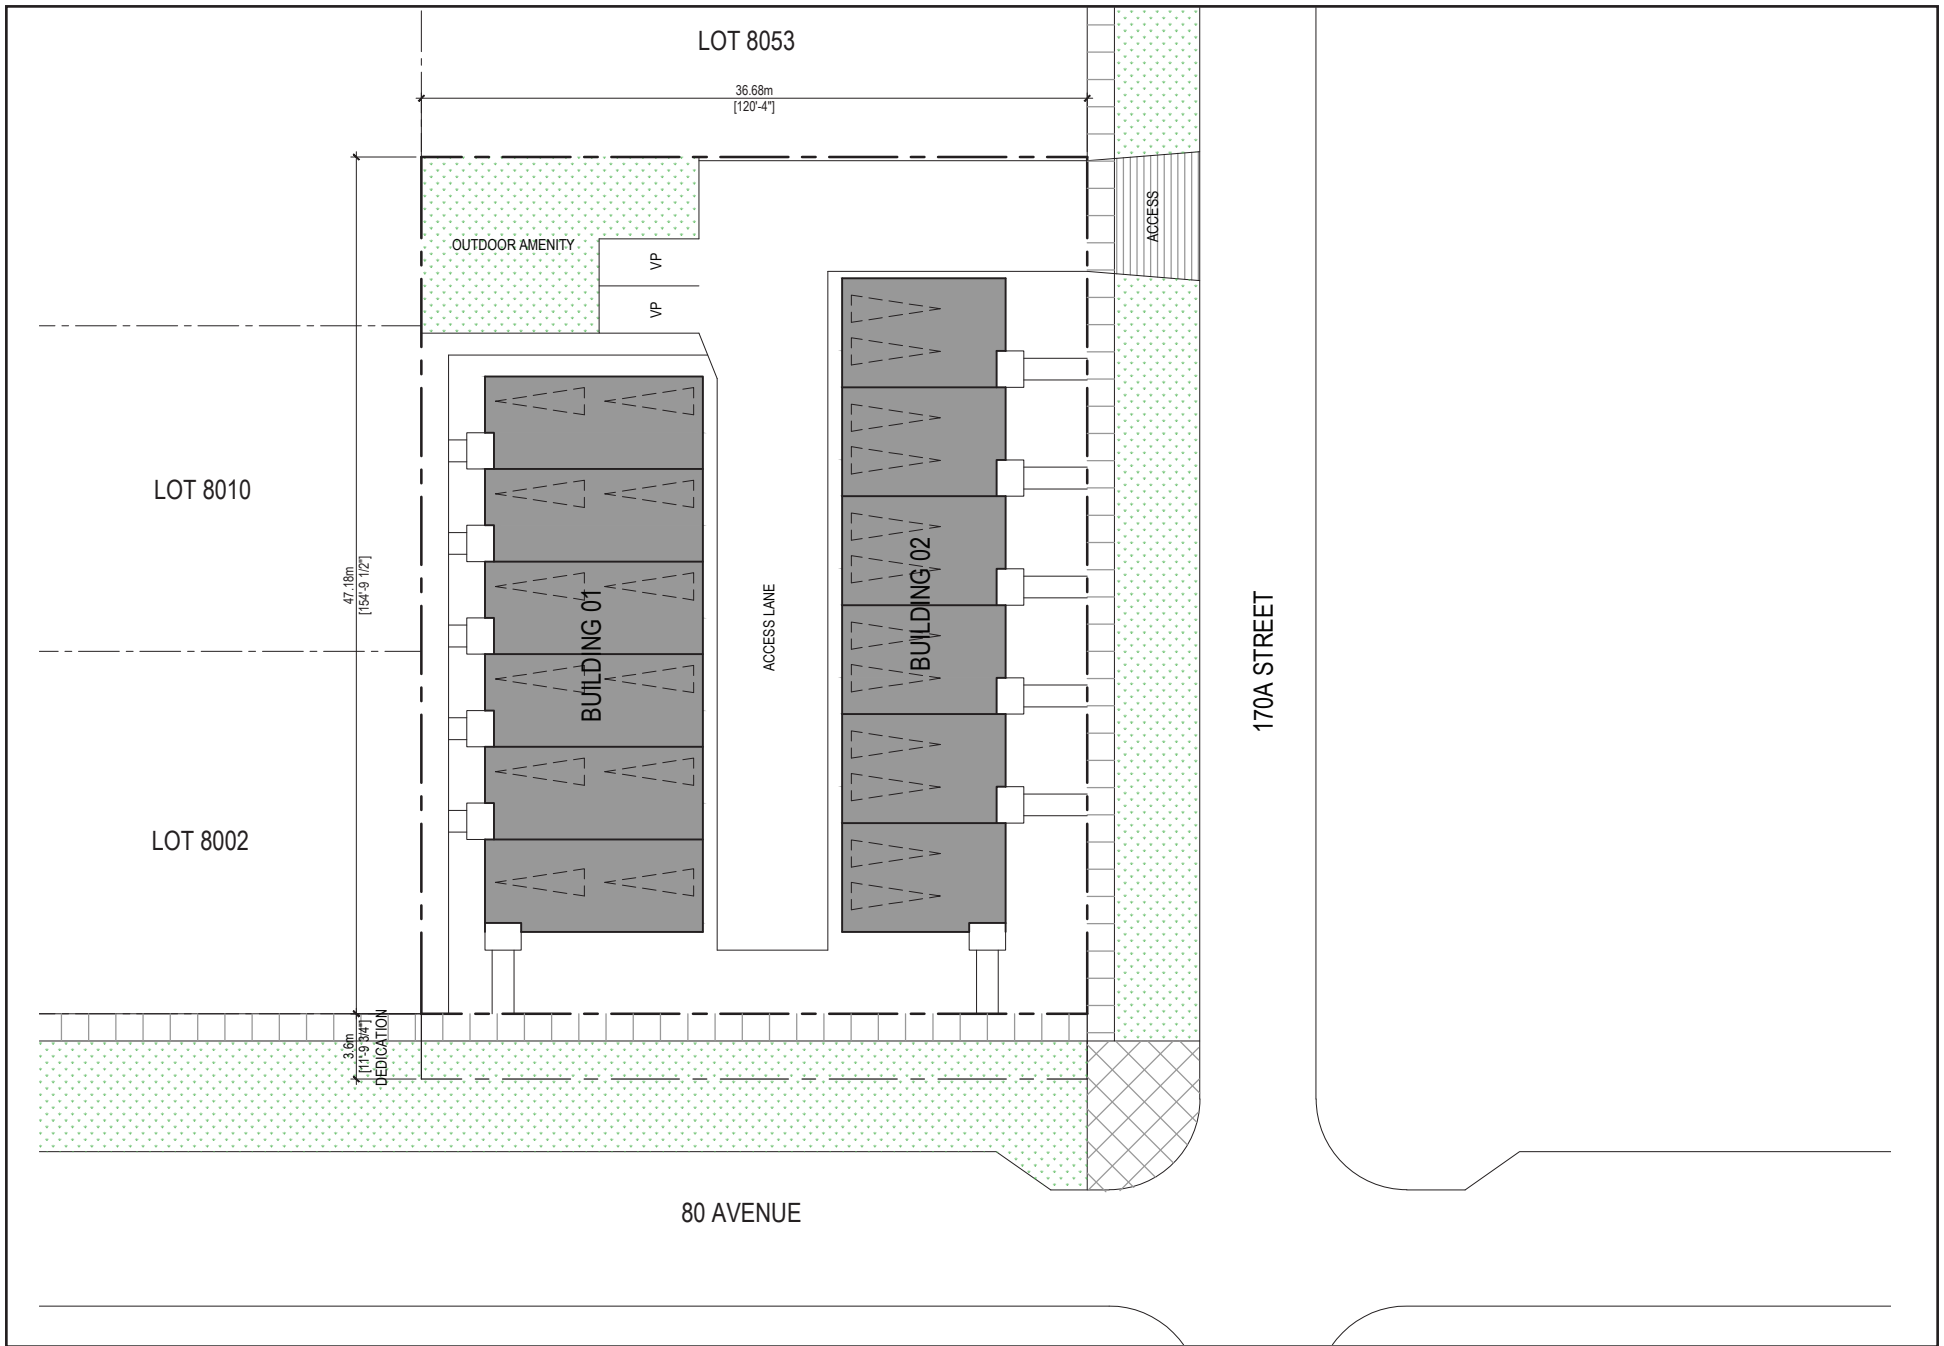 LOT 8053
36.68m
[120'-4"]
OUTDOOR AMENITY
VP
VP
ACCESS
LOT 8010
47.18m
[154'-9 1/2"]
BUILDING 01
ACCESS LANE
BUILDING 02
170A STREET
LOT 8002
3.6m
[11'-9 3/4"]
DEDICATION
80 AVENUE